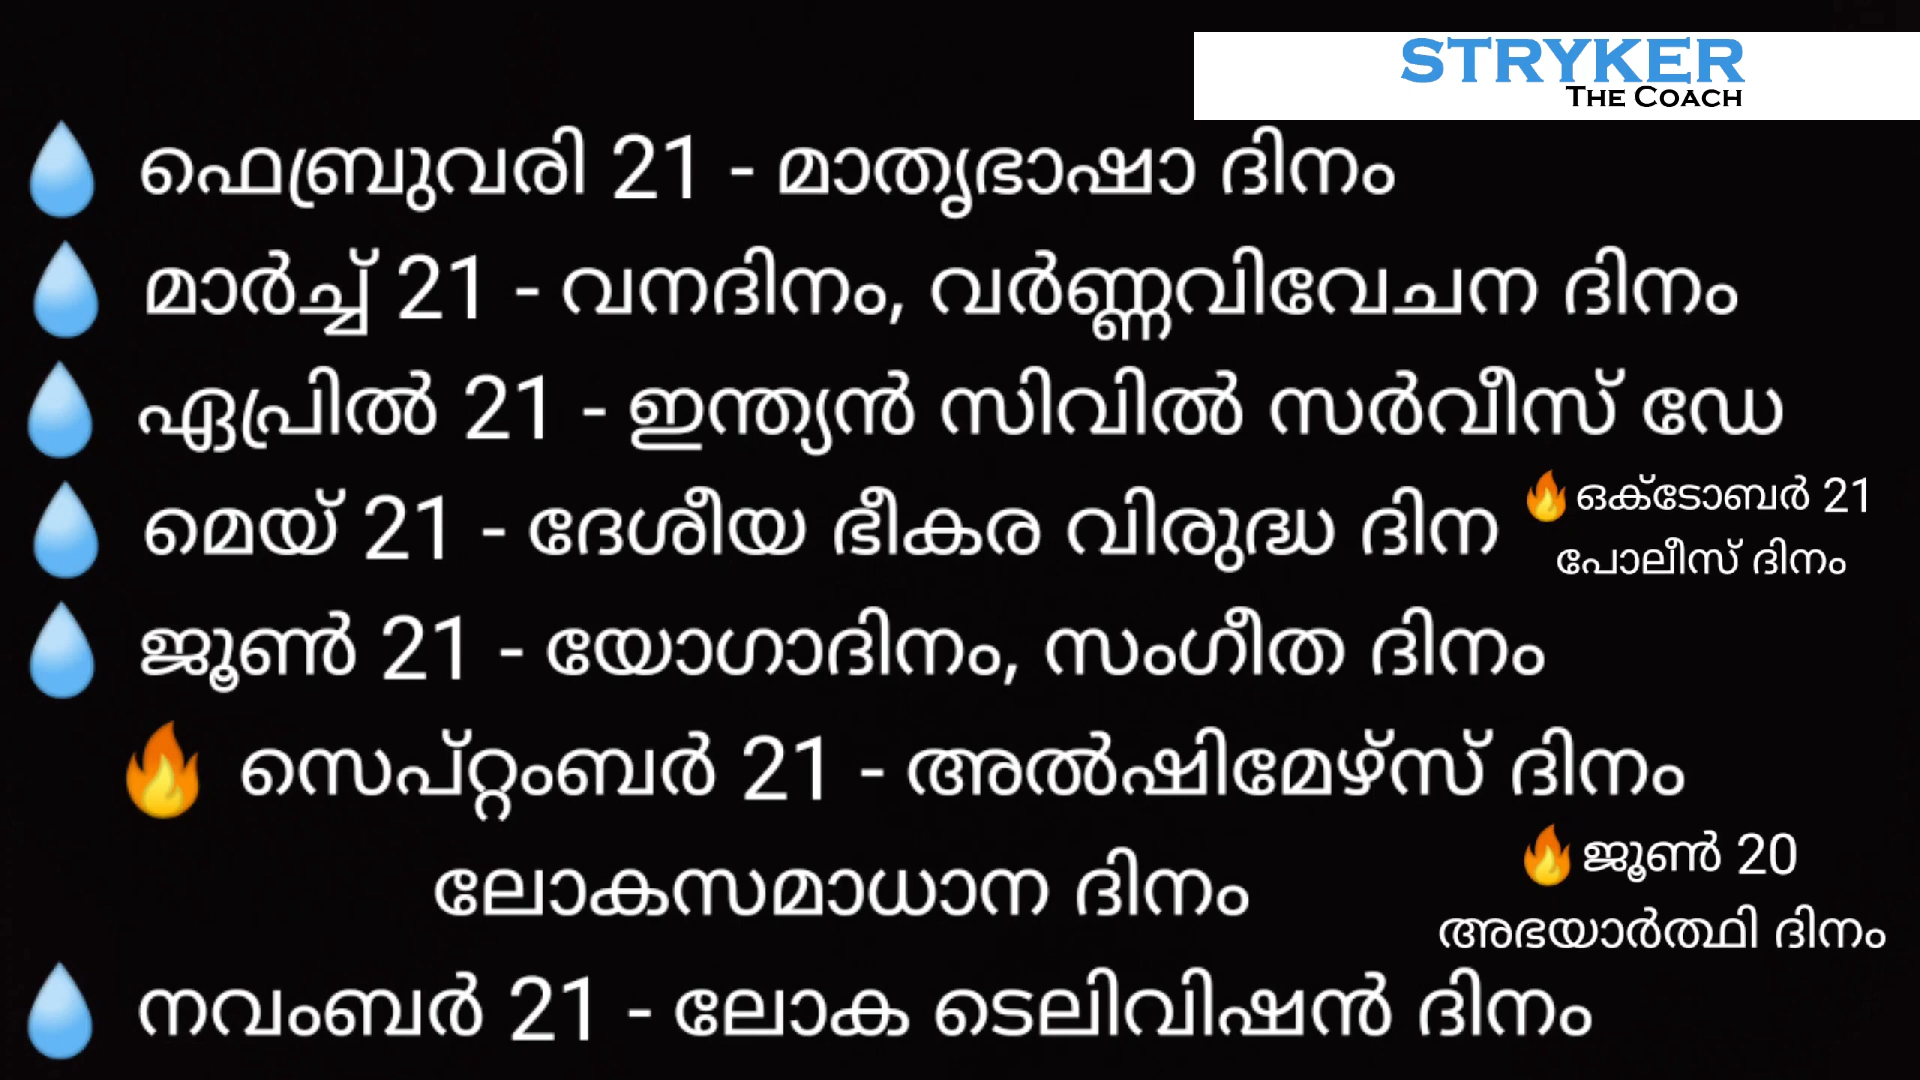 STRYKER
THE COACH
ഫെബ്രുവരി 21 - മാതൃഭാഷാ ദിനം
മാർച്ച് 21 - വനദിനം, വർണ്ണവിവേചന ദിനം
ഏപ്രിൽ 21 - ഇന്ത്യൻ സിവിൽ സർവീസ് ഡേ
മെയ് 21 - ദേശീയ ഭീകര വിരുദ്ധ ദിന
🔥ഒക്ടോബർ 21
പോലീസ് ദിനം
ജൂൺ 21 - യോഗാദിനം, സംഗീത ദിനം
🔥 സെപ്റ്റംബർ 21 - അൽഷിമേഴ്സ് ദിനം
ലോകസമാധാന ദിനം
🔥ജൂൺ 20
അഭയാർത്ഥി ദിനം
നവംബർ 21 - ലോക ടെലിവിഷൻ ദിനം